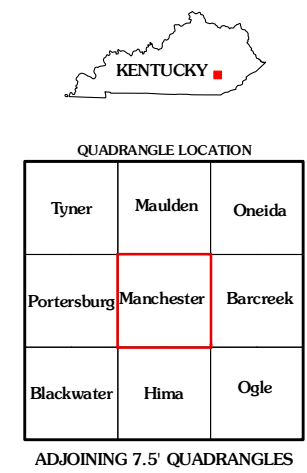 KENTUCKY
QUADRANGLE LOCATION
Tyner Maulden Oneida
Portersburg Manchester Barcreek
Blackwater Hima Ogle
ADJOINING 7.5' QUADRANGLES